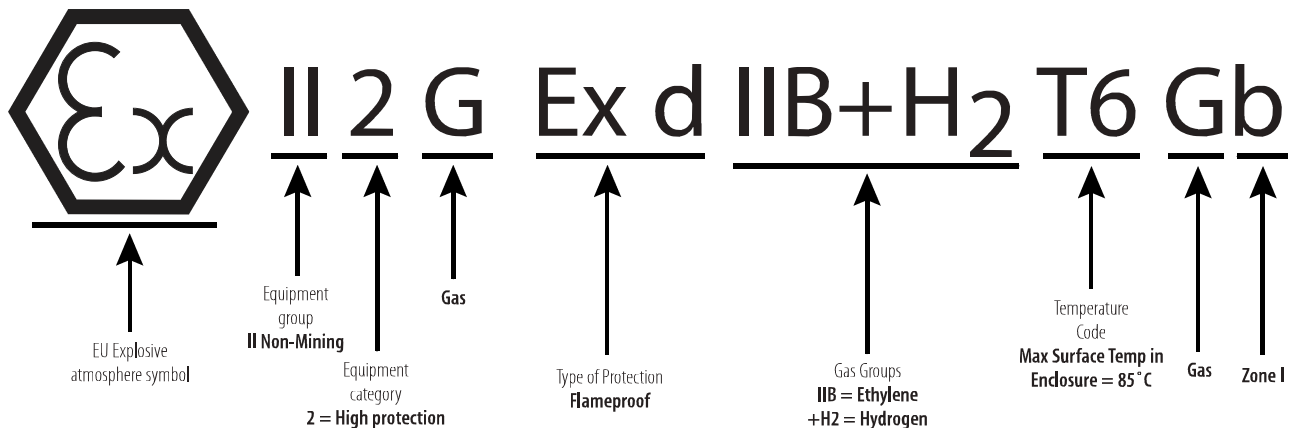 Ex II 2 G Ex d IIB+H2 T6 Gb
EU Explosive
atmosphere symbol
Equipment
group
II Non-Mining
Equipment
category
2 = High protection
Gas
Type of Protection
Flameproof
Gas Groups
IIB = Ethylene
+H2 = Hydrogen
Temperature
Code
Max Surface Temp in
Enclosure = 85˚C
Gas
Zone I